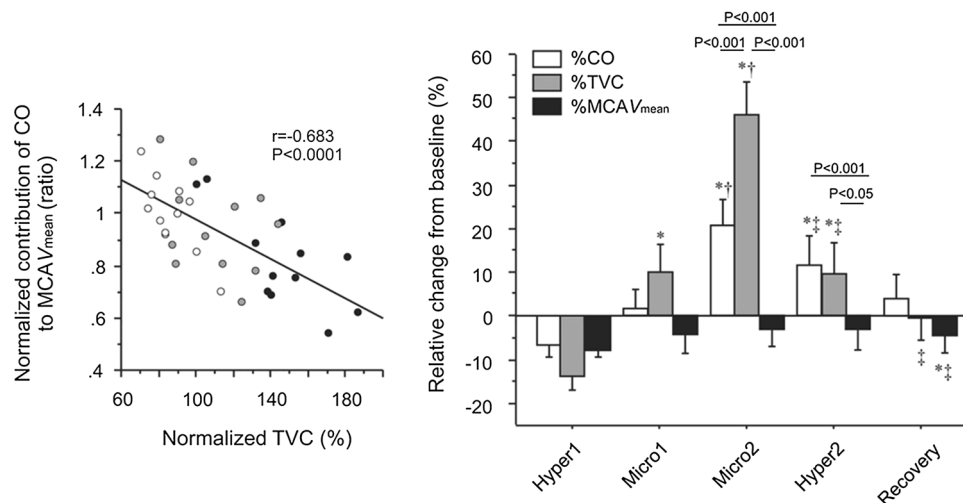 Normalized contribution of CO
to MCAVmean (ratio)
1.4
1.2
1
.8
.6
.4
r=-0.683
P<0.0001
60
100
140
180
Normalized TVC (%)
Relative change from baseline (%)
60
50
40
30
20
10
0
-10
-20
%CO
%TVC
%MCAVmean
P<0.001
P<0.001 P<0.001
*†
*†
*
P<0.001
P<0.05
*‡ *‡
‡
*‡
Hyper1
Micro1
Micro2
Hyper2
Recovery